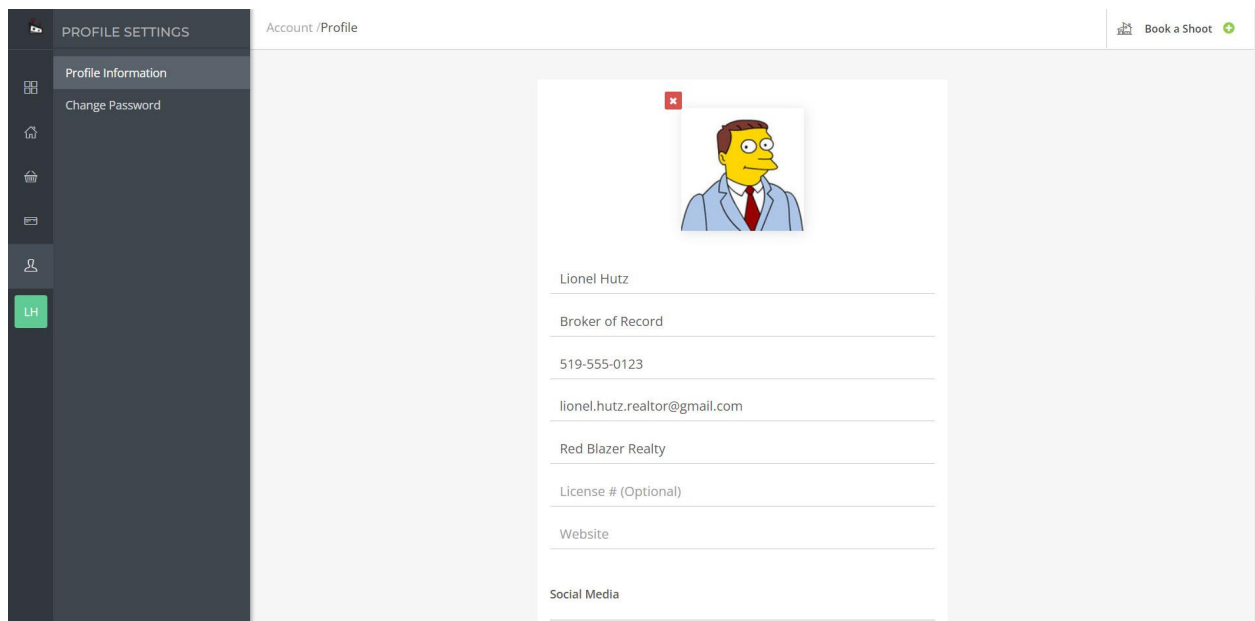 PROFILE SETTINGS
Account /Profile
Book a Shoot
Profile Information
Change Password
LH
Lionel Hutz
Broker of Record
519-555-0123
lionel.hutz.realtor@gmail.com
Red Blazer Realty
License # (Optional)
Website
Social Media